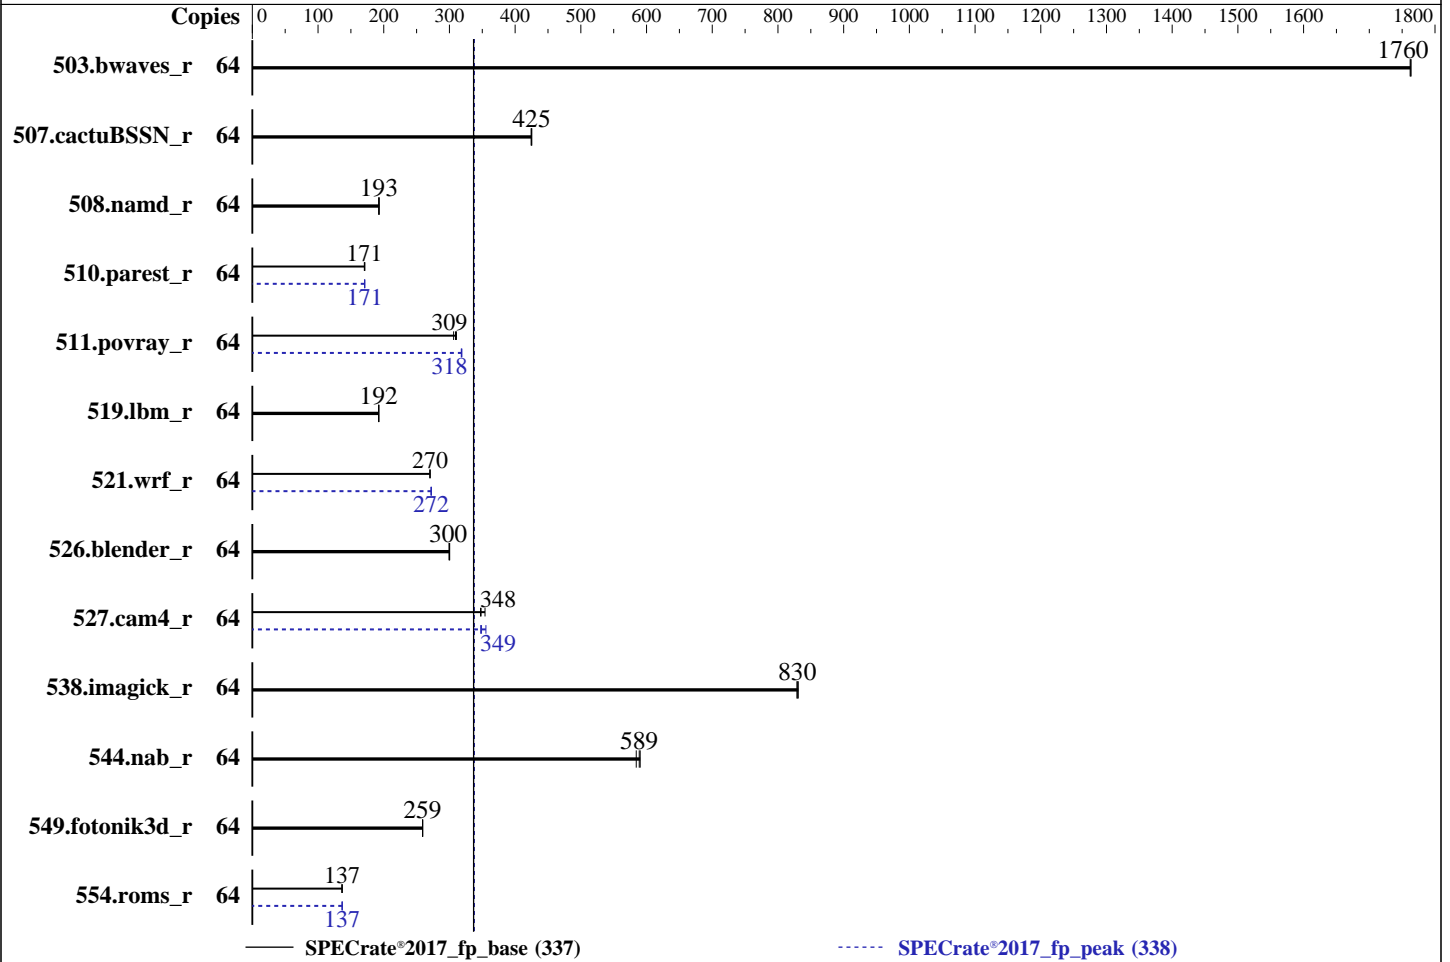 Copies 0 100 200 300 400 500 600 700 800 900 1000 1100 1200 1300 1400 1500 1600 1800
503.bwaves_r 64 1760
507.cactuBSSN_r 64 425
508.namd_r 64 193
510.parest_r 64 171
171
511.povray_r 64 309
318
519.lbm_r 64 192
521.wrf_r 64 270
272
526.blender_r 64 300
527.cam4_r 64 348
349
538.imagick_r 64 830
544.nab_r 64 589
549.fotonik3d_r 64 259
554.roms_r 64 137
137
SPECrate®2017_fp_base (337) SPECrate®2017_fp_peak (338)